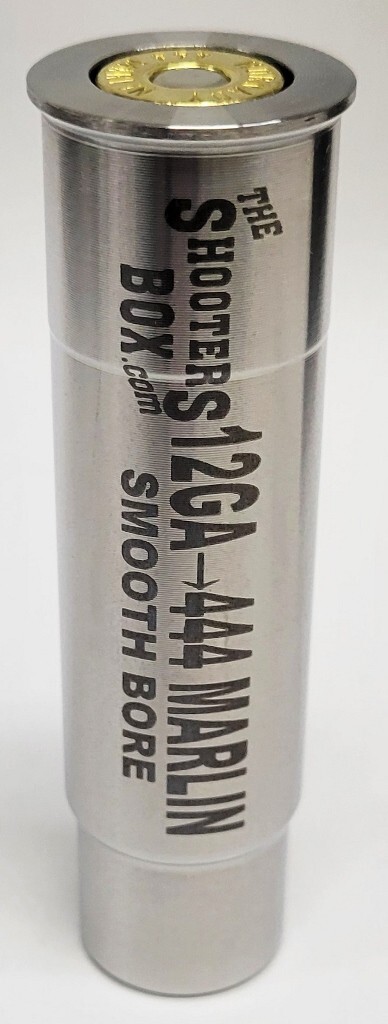 THE
SHOOTERS
BOX.com
12GA→444 MARLIN
SMOOTH BORE